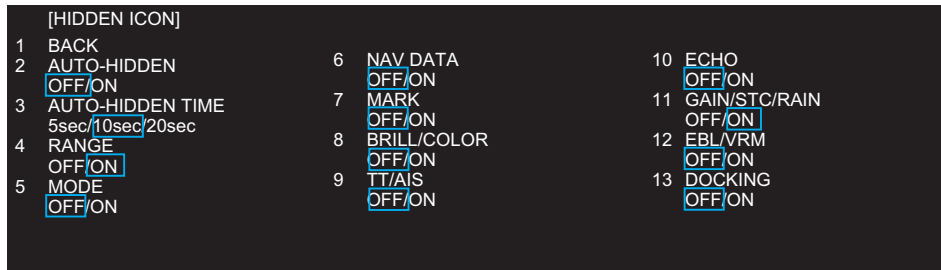 [HIDDEN ICON]
1 BACK
2 AUTO-HIDDEN
OFF/ON
3 AUTO-HIDDEN TIME
5sec/10sec/20sec
4 RANGE
OFF/ON
5 MODE
OFF/ON
6 NAV DATA
OFF/ON
7 MARK
OFF/ON
8 BRILL/COLOR
OFF/ON
9 TT/AIS
OFF/ON
10 ECHO
OFF/ON
11 GAIN/STC/RAIN
OFF/ON
12 EBL/VRM
OFF/ON
13 DOCKING
OFF/ON